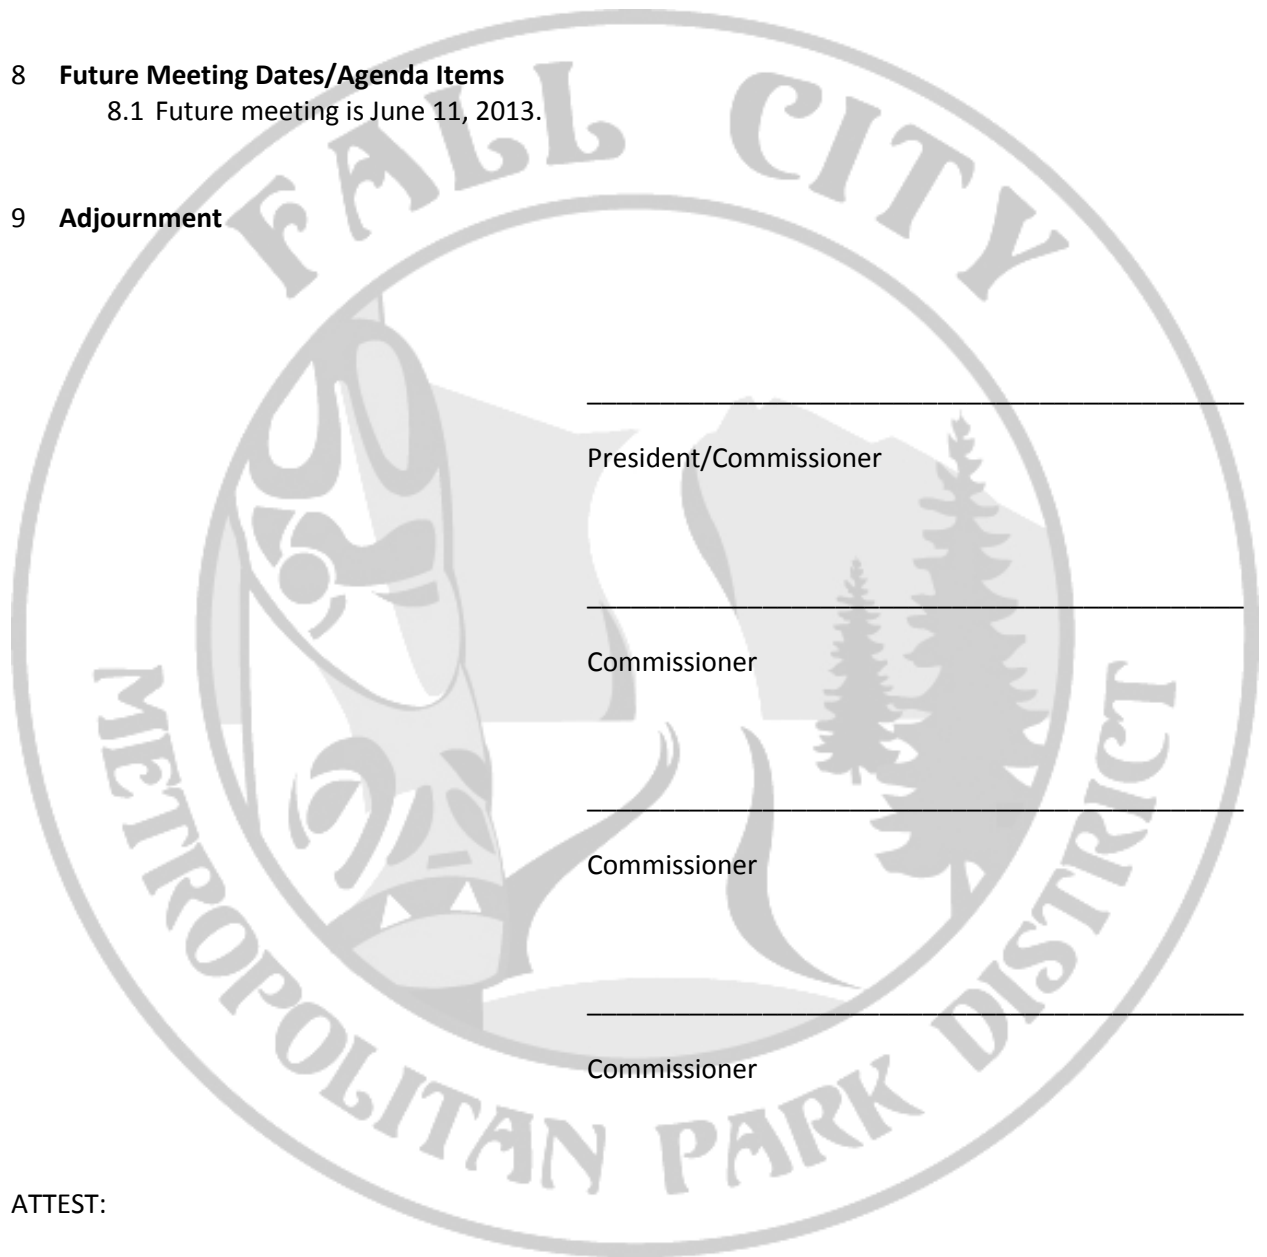 FALL CITY
METROPOLITAN PARK DISTRICT
8 Future Meeting Dates/Agenda Items
8.1 Future meeting is June 11, 2013.
9 Adjournment
President/Commissioner
Commissioner
Commissioner
Commissioner
ATTEST: